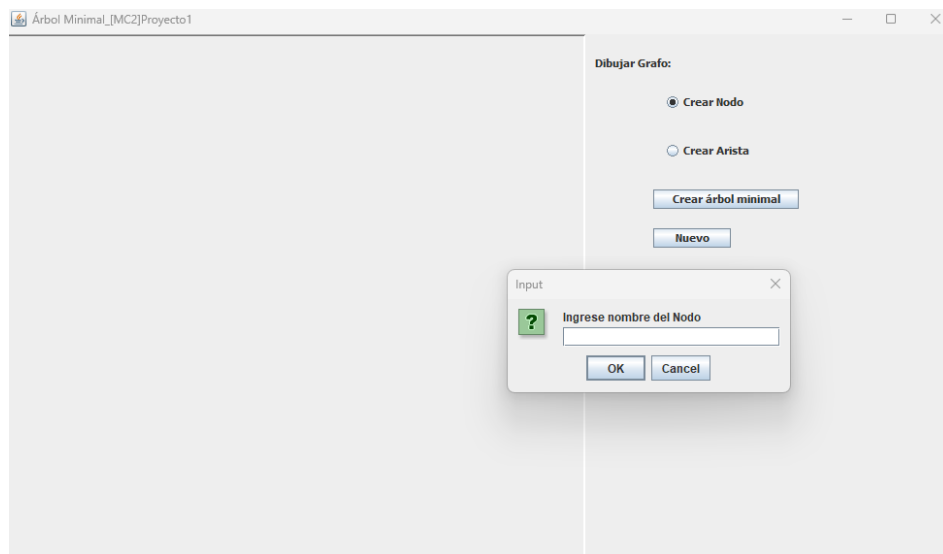 Árbol Minimal_[MC2]Proyecto1
Dibujar Grafo:
Crear Nodo
Crear Arista
Crear árbol minimal
Nuevo
Input
?
Ingrese nombre del Nodo
OK Cancel